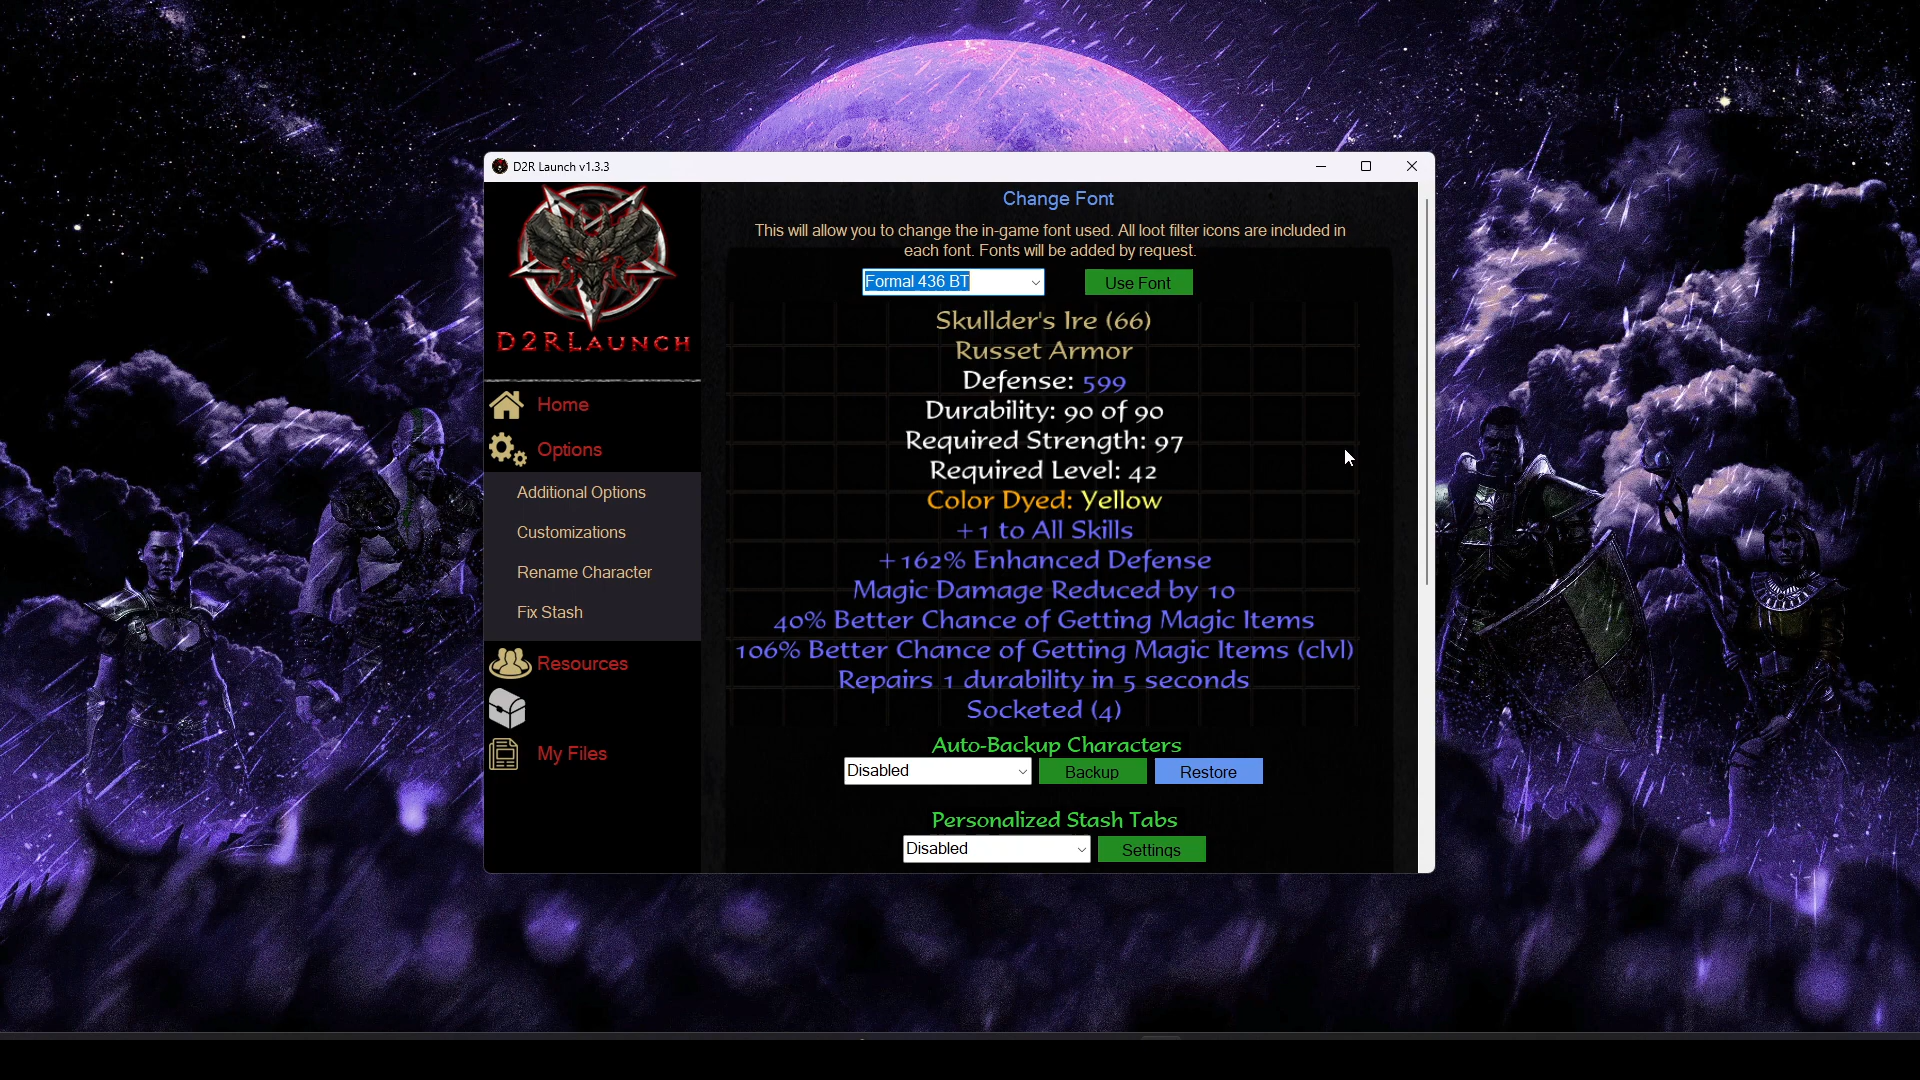 D2R Launch v1.3.3
D2RLAUNCH
Home
Options
Additional Options
Customizations
Rename Character
Fix Stash
Resources
My Files
Change Font
This will allow you to change the in-game font used. All loot filter icons are included in
each font. Fonts will be added by request.
Formal 436 BT
Use Font
Skullder's Ire (66)
Russet Armor
Defense: 599
Durability: 90 of 90
Required Strength: 97
Required Level: 42
Color Dyed: Yellow
+1 to All Skills
+162% Enhanced Defense
Magic Damage Reduced by 10
40% Better Chance of Getting Magic Items
106% Better Chance of Getting Magic Items (clvl)
Repairs 1 durability in 5 seconds
Socketed (4)
Auto-Backup Characters
Disabled
Backup
Restore
Personalized Stash Tabs
Disabled
Settings